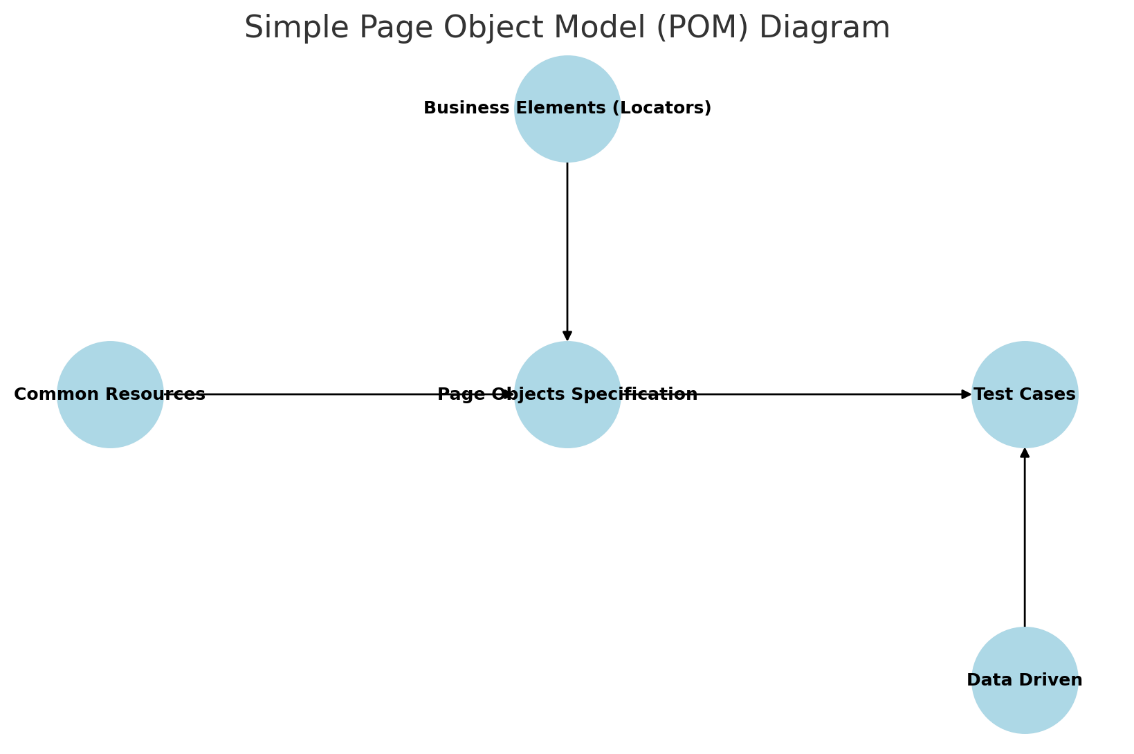 Simple Page Object Model (POM) Diagram
Business Elements (Locators)
Common Resources
Page Objects Specification
Test Cases
Data Driven